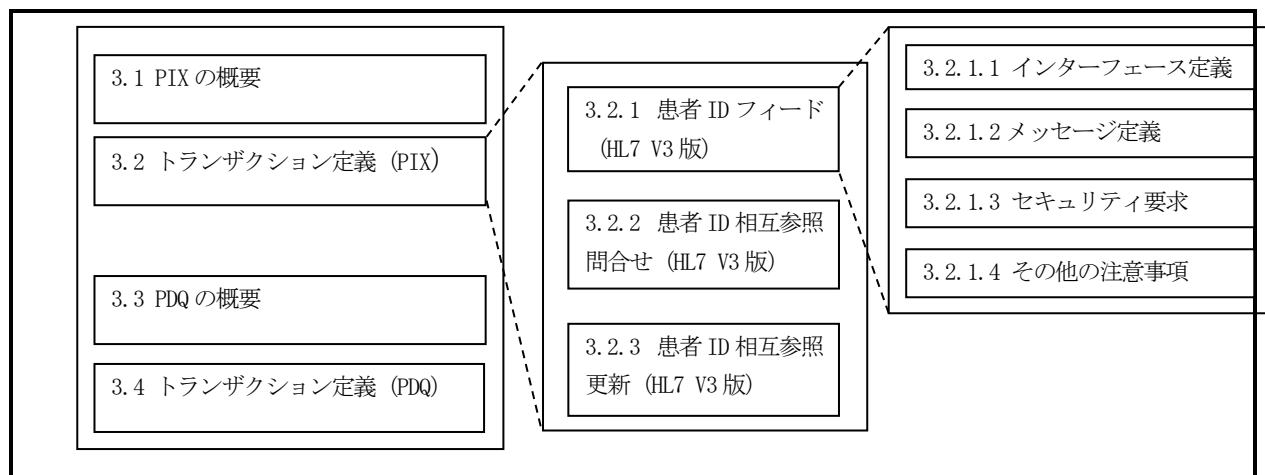 3.1 PIX の概要
3.2 トランザクション定義 (PIX)
3.3 PDQ の概要
3.4 トランザクション定義 (PDQ)
3.2.1 患者 ID フィード
(HL7 V3 版)
3.2.2 患者 ID 相互参照
問合せ (HL7 V3 版)
3.2.3 患者 ID 相互参照
更新 (HL7 V3 版)
3.2.1.1 インターフェース定義
3.2.1.2 メッセージ定義
3.2.1.3 セキュリティ要求
3.2.1.4 その他の注意事項